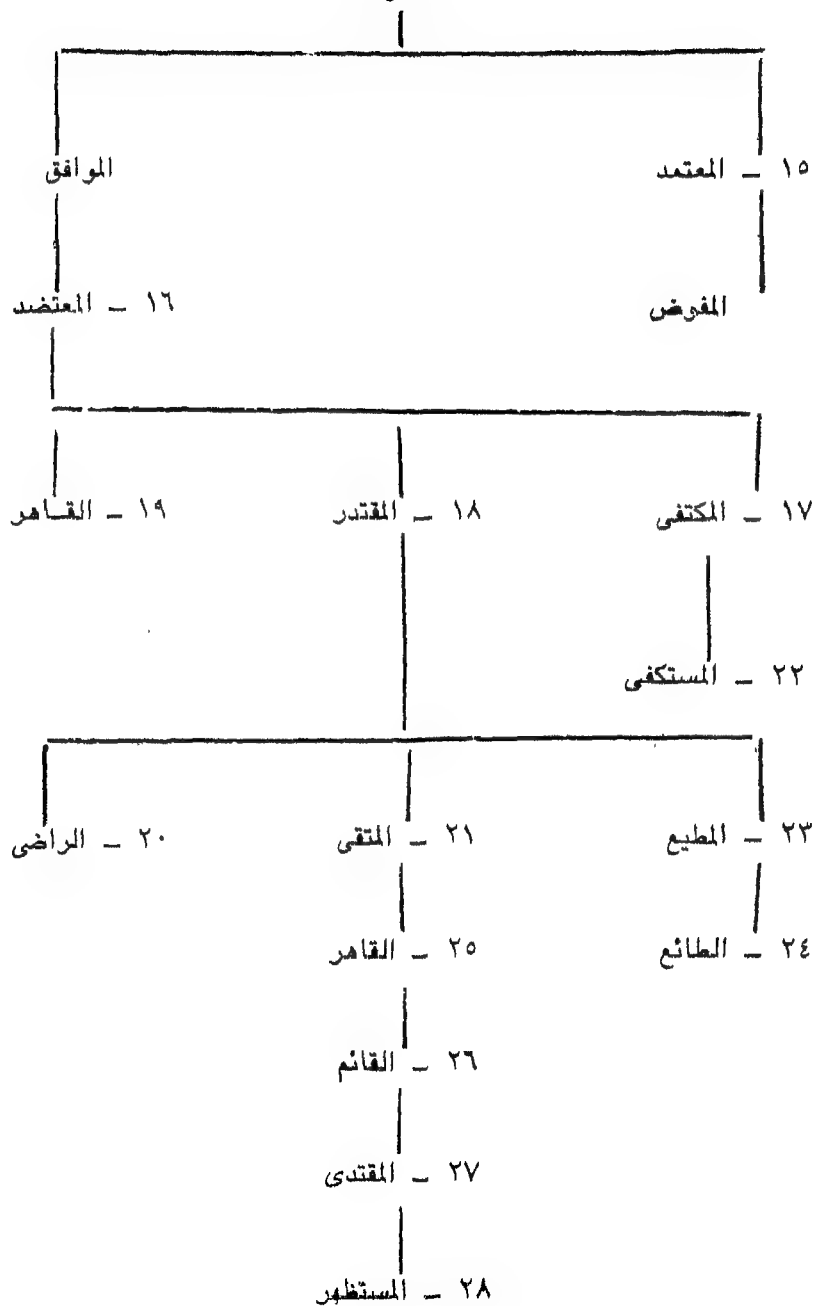 ١٥ – المعتمد الموافق
المفوض ١٦ – المعتضد
١٧ – المكتفى ١٨ – المقتدر ١٩ – القاهر
٢٢ – المستكفى
٢٣ – المطيع ٢١ – المتقى ٢٠ – الراضى
٢٤ – الطائع ٢٥ – القاهر
٢٦ – القائم
٢٧ – المقتدى
٢٨ – المستظهر